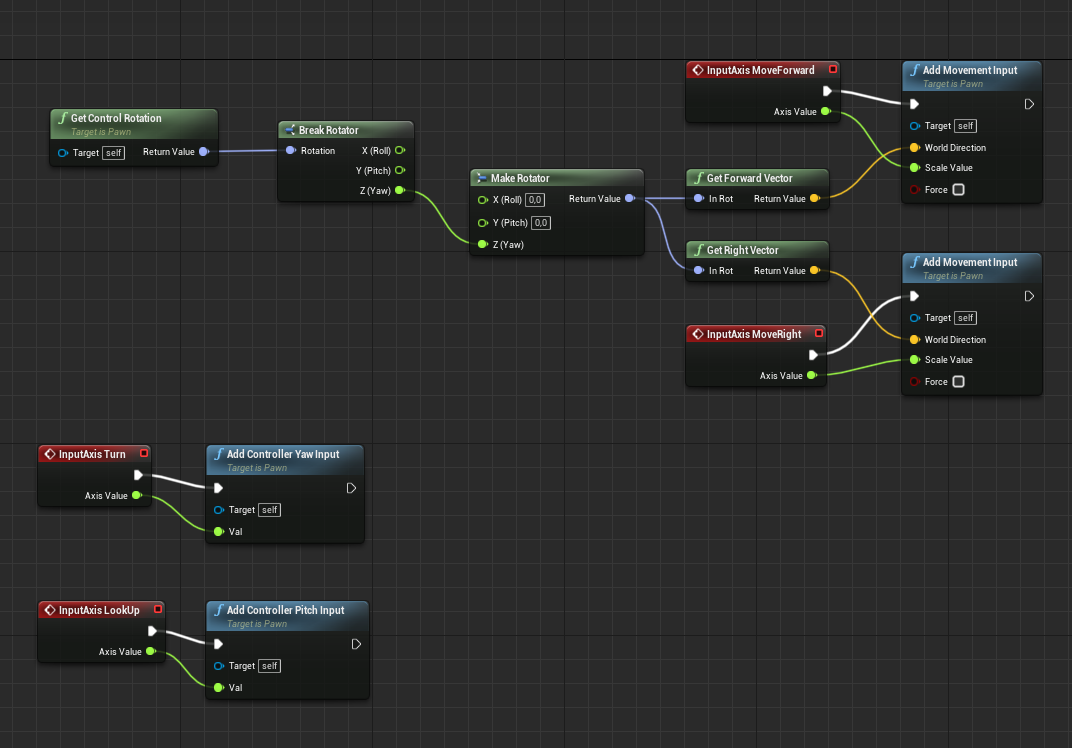 Get Control Rotation
Target is Pawn
Target self Return Value
Break Rotator
Rotation X (Roll)
Y (Pitch)
Z (Yaw)
Make Rotator
X (Roll) 0,0 Return Value
Y (Pitch) 0,0
Z (Yaw)
InputAxis MoveForward
Axis Value
Add Movement Input
Target is Pawn
Target self
World Direction
Scale Value
Force
Get Forward Vector
In Rot Return Value
Get Right Vector
In Rot Return Value
InputAxis MoveRight
Axis Value
Add Movement Input
Target is Pawn
Target self
World Direction
Scale Value
Force
InputAxis Turn
Axis Value
Add Controller Yaw Input
Target is Pawn
Target self
Val
InputAxis LookUp
Axis Value
Add Controller Pitch Input
Target is Pawn
Target self
Val